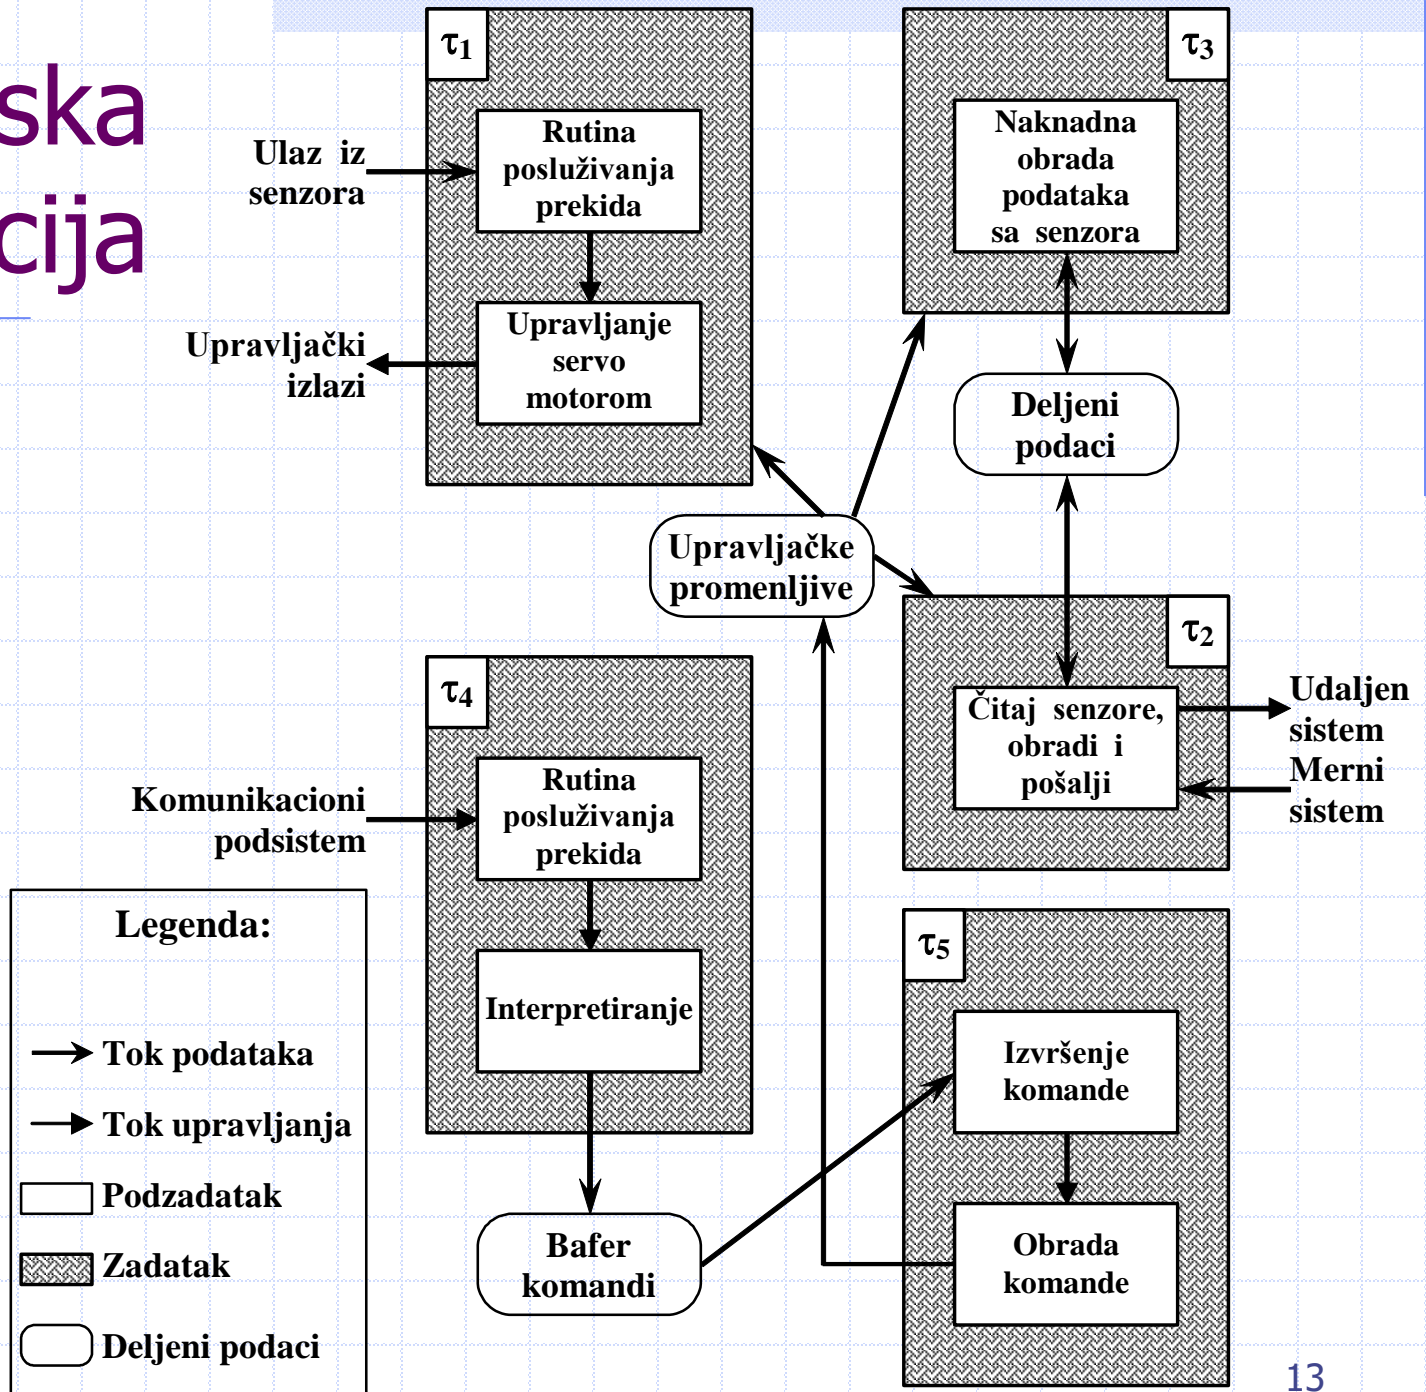 ska
cija
τ1
Ulaz iz
senzora
Rutina
posluživanja
prekida
Upravljački
izlazi
Upravljanje
servo
motorom
τ3
Naknadna
obrada
podataka
sa senzora
Deljeni
podaci
Upravljačke
promenljive
τ2
Čitaj senzore,
obradi i
pošalji
Udaljen
sistem
Merni
sistem
τ4
Komunikacioni
podsistem
Rutina
posluživanja
prekida
Interpretiranje
Bafer
komandi
τ5
Izvršenje
komande
Obrada
komande
Legenda:
Tok podataka
Tok upravljanja
Podzadatak
Zadatak
Deljeni podaci
13